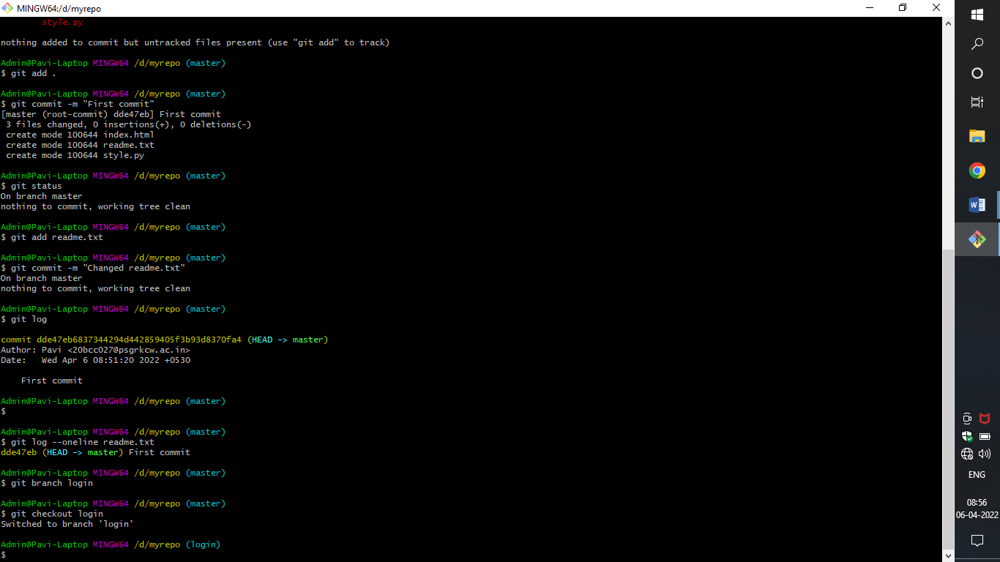 MINGW64:/d/myrepo
        style.py
nothing added to commit but untracked files present (use "git add" to track)
Admin@Pavi-Laptop MINGW64 /d/myrepo (master)
$ git add .
Admin@Pavi-Laptop MINGW64 /d/myrepo (master)
$ git commit -m "First commit"
[master (root-commit) dde47eb] First commit
 3 files changed, 0 insertions(+), 0 deletions(-)
 create mode 100644 index.html
 create mode 100644 readme.txt
 create mode 100644 style.py
Admin@Pavi-Laptop MINGW64 /d/myrepo (master)
$ git status
On branch master
nothing to commit, working tree clean
Admin@Pavi-Laptop MINGW64 /d/myrepo (master)
$ git add readme.txt
Admin@Pavi-Laptop MINGW64 /d/myrepo (master)
$ git commit -m "Changed readme.txt"
On branch master
nothing to commit, working tree clean
Admin@Pavi-Laptop MINGW64 /d/myrepo (master)
$ git log
commit dde47eb6837344294d442859405f3b93d8370fa4 (HEAD -> master)
Author: Pavi <20bcc027@psgrkcw.ac.in>
Date:   Wed Apr 6 08:51:20 2022 +0530
    First commit
Admin@Pavi-Laptop MINGW64 /d/myrepo (master)
$
Admin@Pavi-Laptop MINGW64 /d/myrepo (master)
$ git log --oneline readme.txt
dde47eb (HEAD -> master) First commit
Admin@Pavi-Laptop MINGW64 /d/myrepo (master)
$ git branch login
Admin@Pavi-Laptop MINGW64 /d/myrepo (master)
$ git checkout login
Switched to branch 'login'
Admin@Pavi-Laptop MINGW64 /d/myrepo (login)
$
W
ENG
08:56
06-04-2022